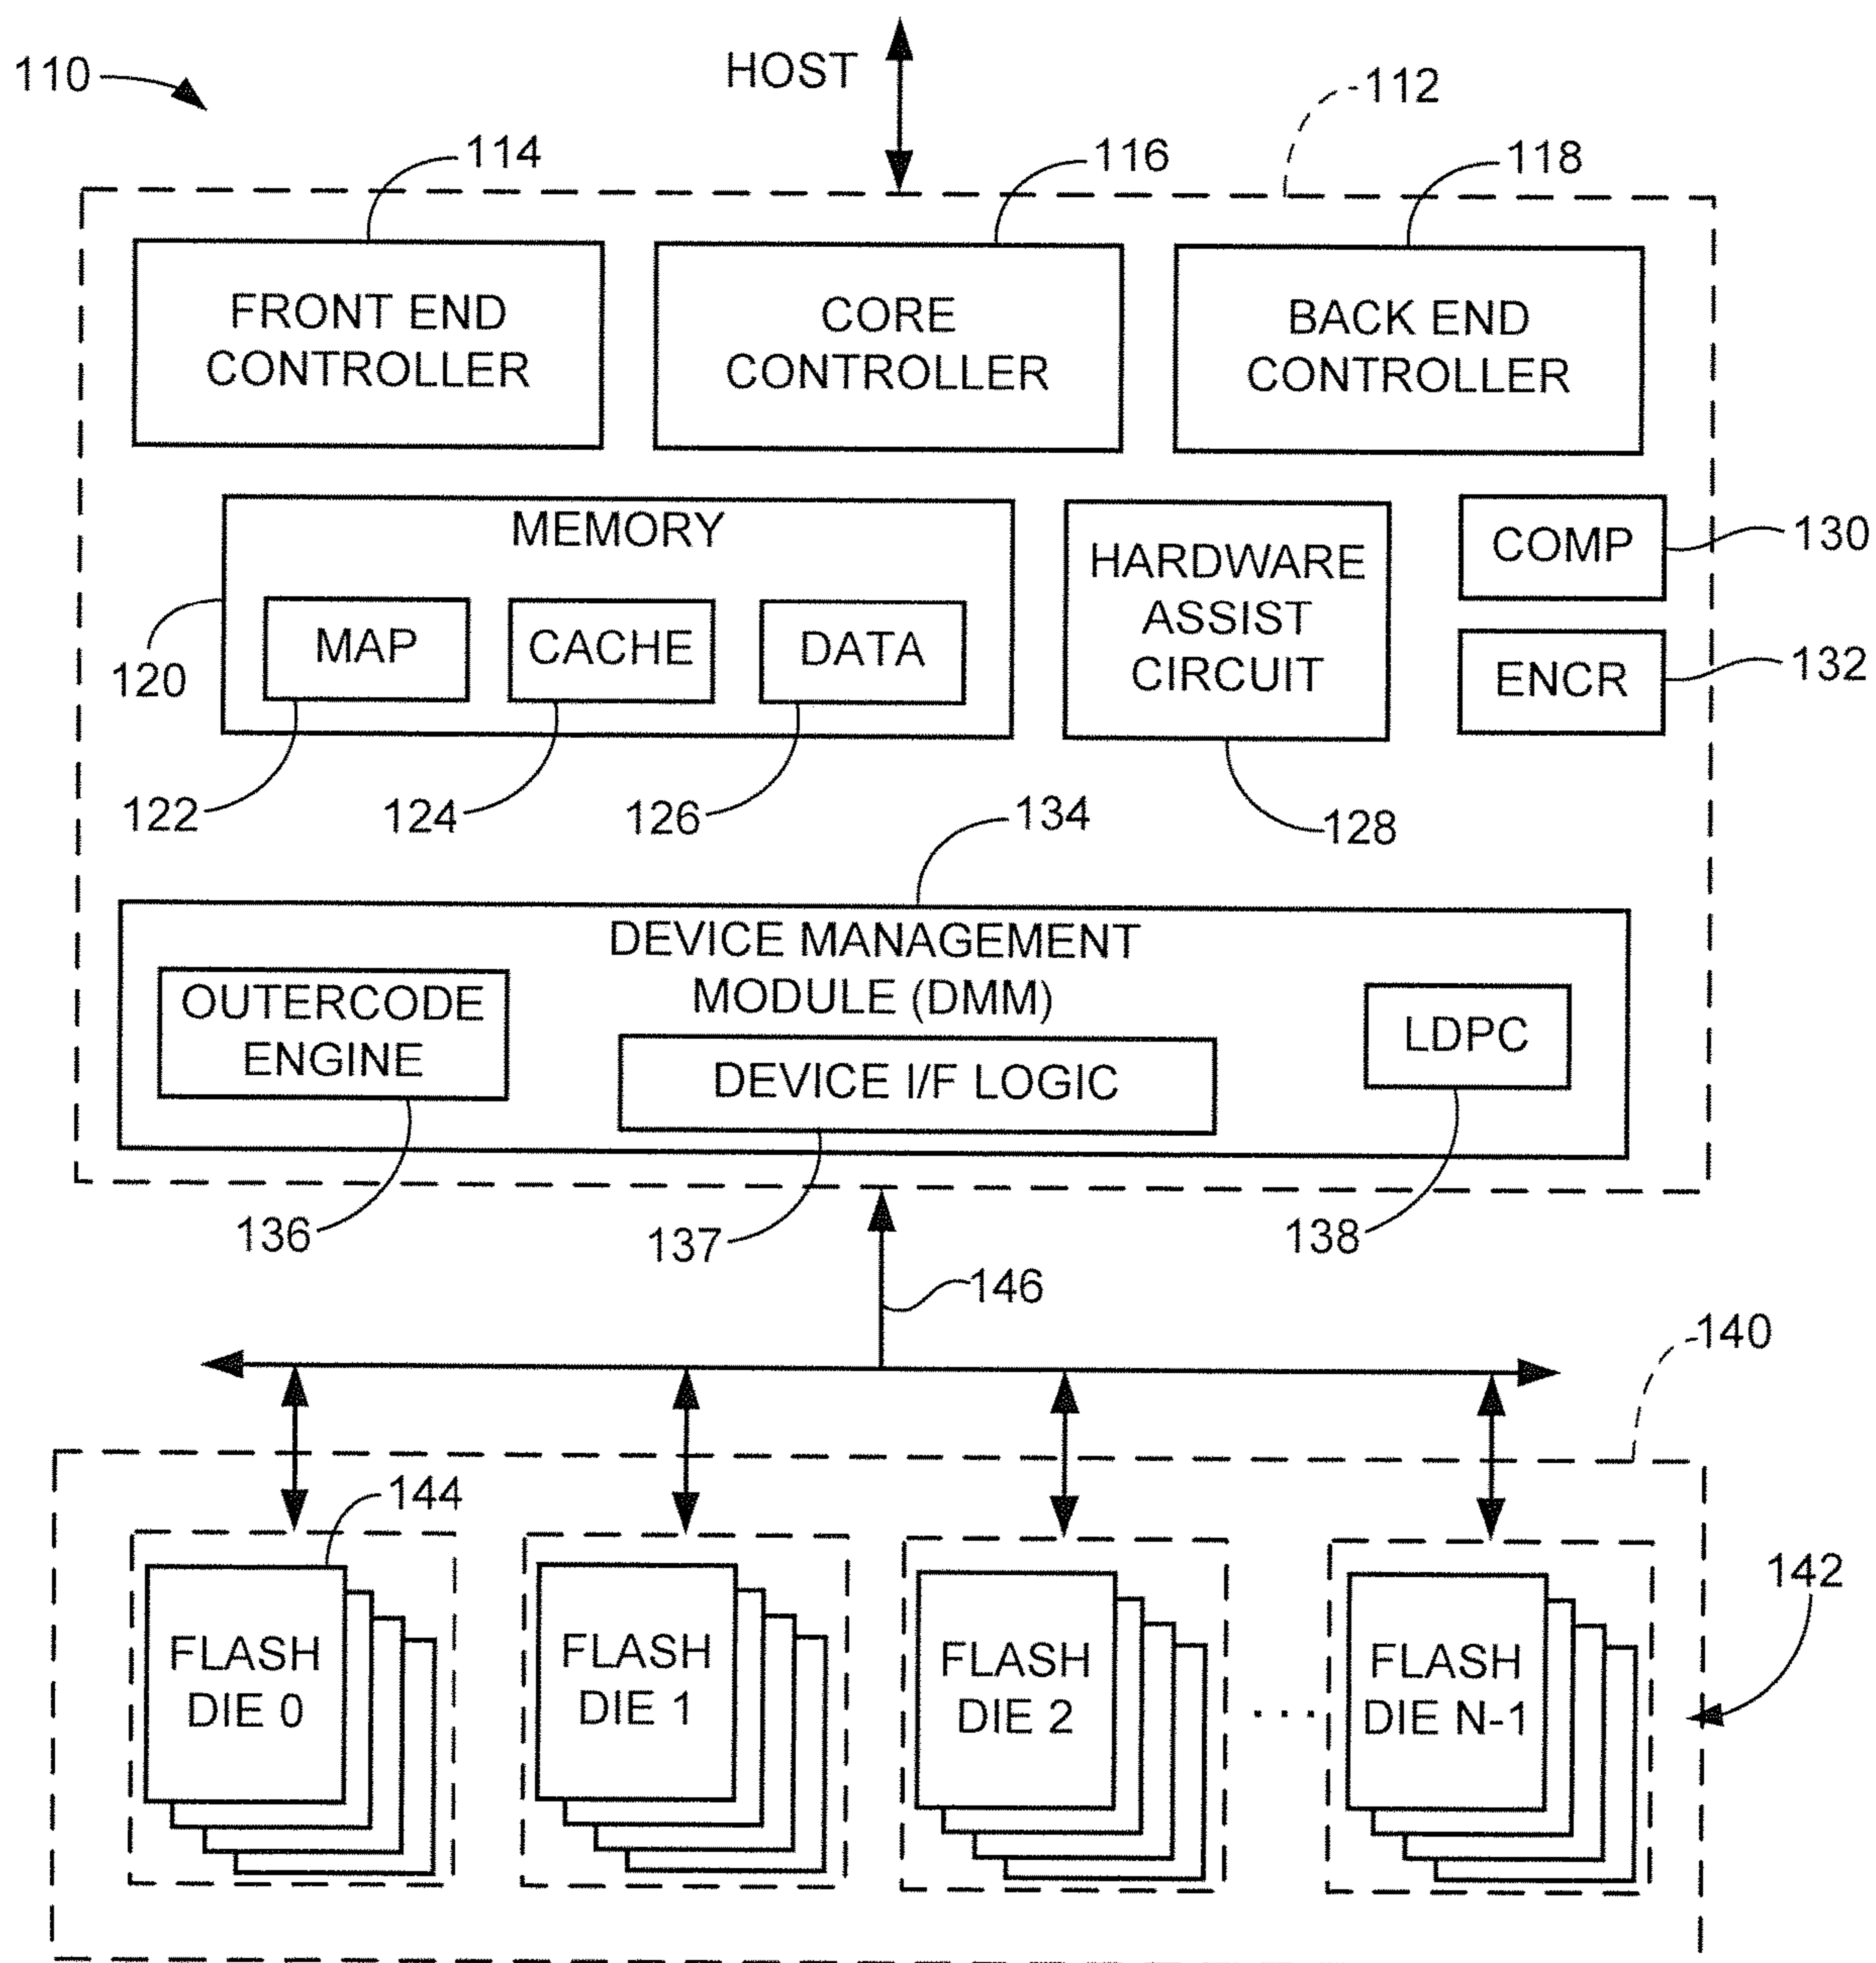 110
HOST
112
114
116
118
FRONT END
CONTROLLER
CORE
CONTROLLER
BACK END
CONTROLLER
MEMORY
MAP
CACHE
DATA
120
122
124
126
HARDWARE
ASSIST
CIRCUIT
128
COMP
130
ENCR
132
134
DEVICE MANAGEMENT
MODULE (DMM)
OUTERCODE
ENGINE
DEVICE I/F LOGIC
LDPC
136
137
138
146
140
144
FLASH
DIE 0
FLASH
DIE 1
FLASH
DIE 2
...
FLASH
DIE N-1
142